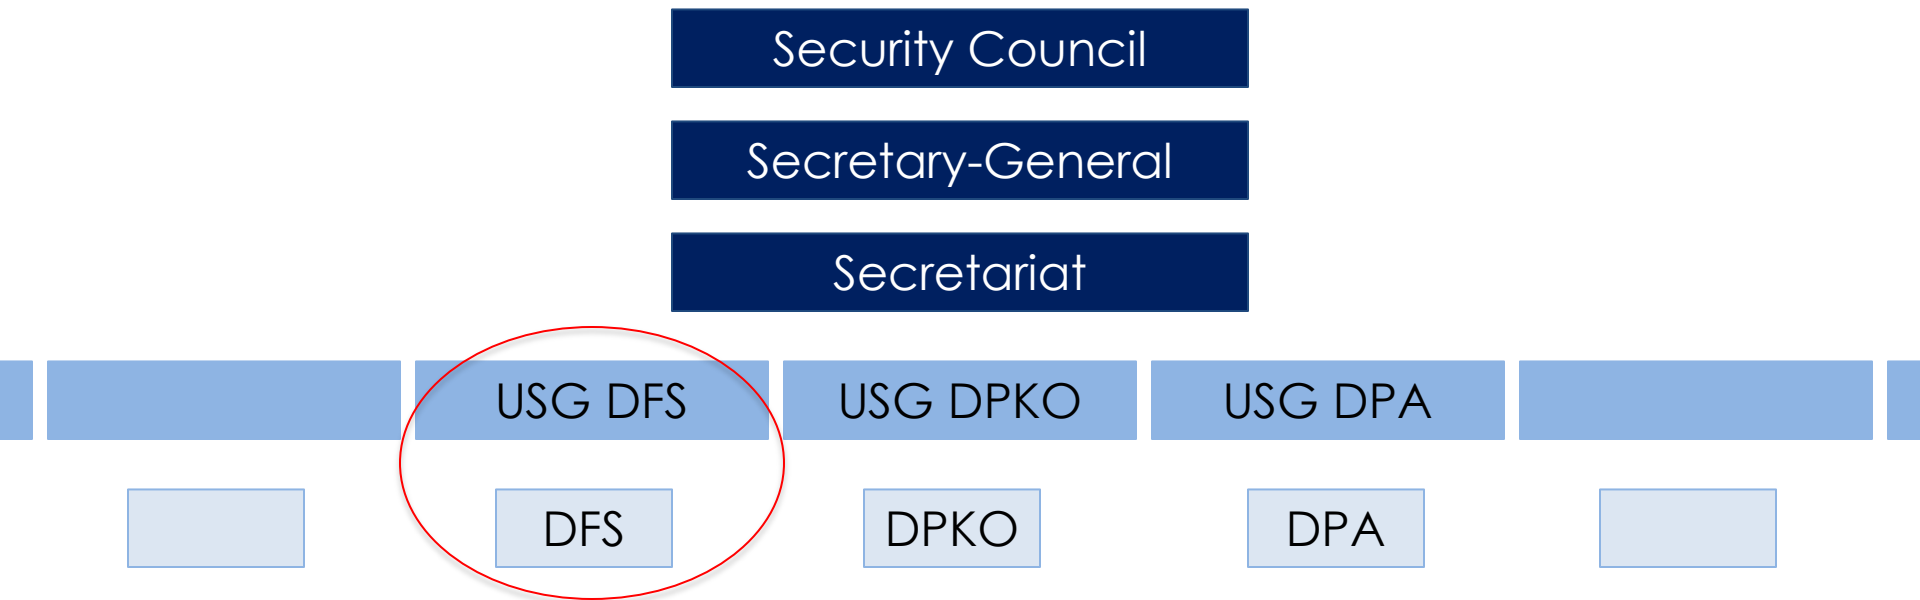 Security Council
Secretary-General
Secretariat
USG DFS
USG DPKO
USG DPA
DFS
DPKO
DPA